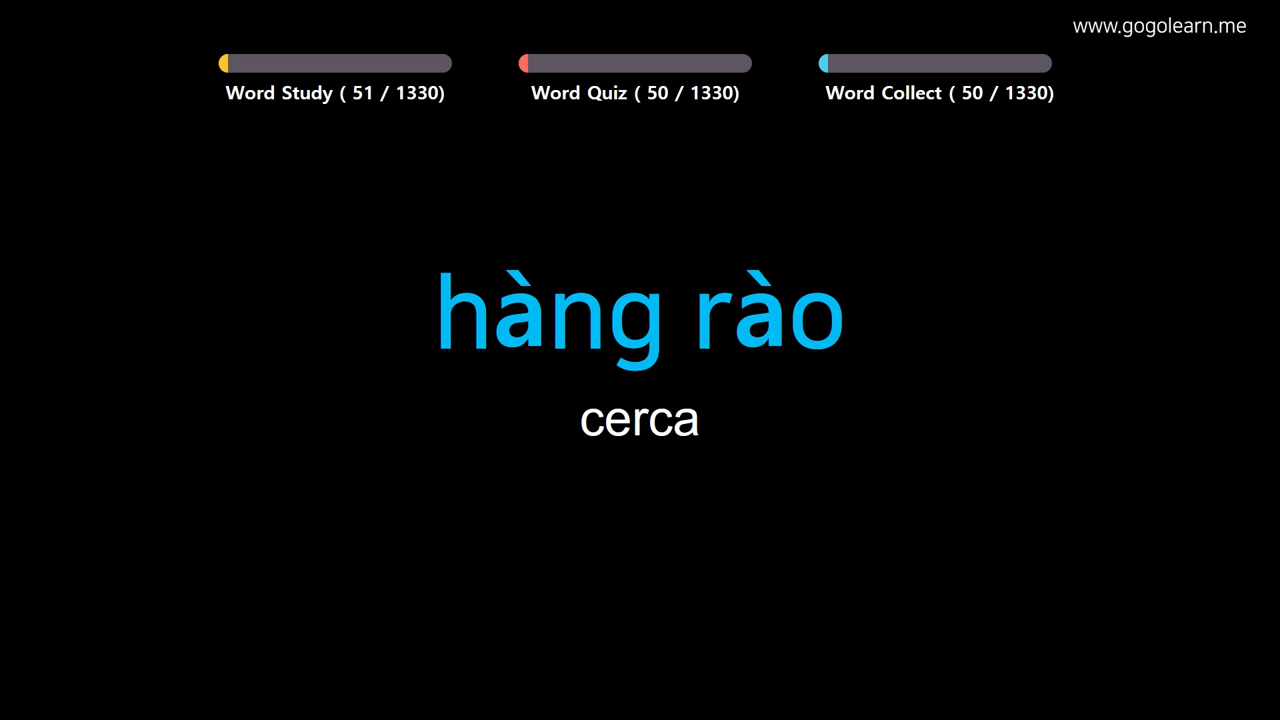 www.gogolearn.me
Word Study ( 51 / 1330)
Word Quiz ( 50 / 1330)
Word Collect ( 50 / 1330)
hàng rào
cerca